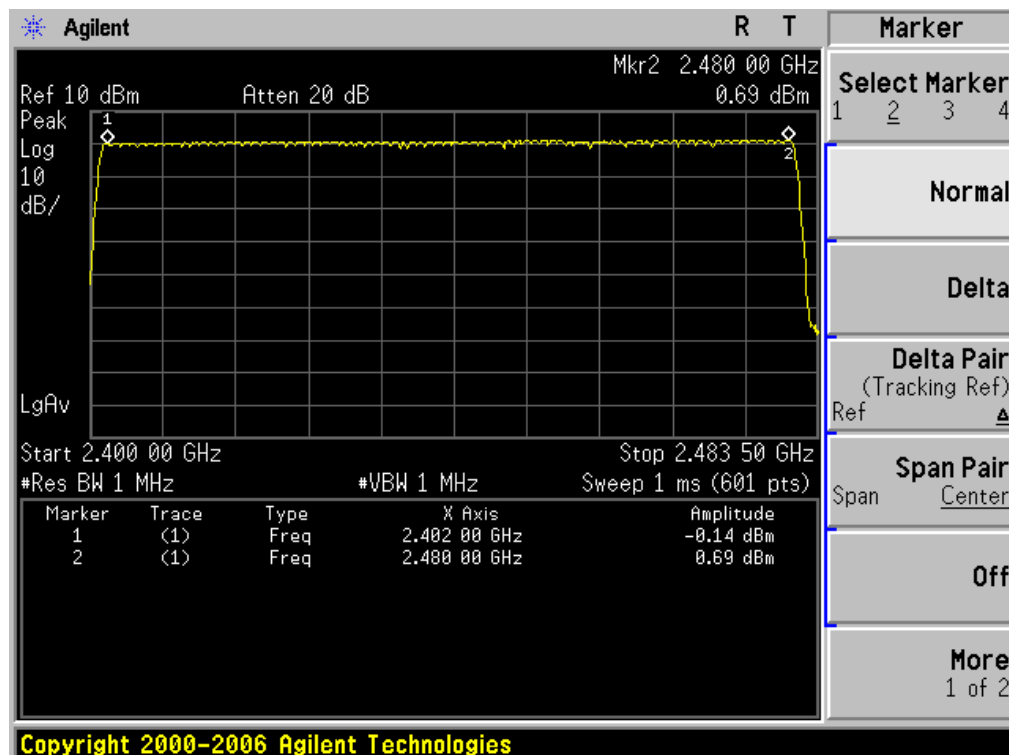 Agilent R T Marker
Mkr2 2.480 00 GHz
Ref 10 dBm Atten 20 dB 0.69 dBm
Peak
Log
10
dB/
1
2
LgAv
Start 2.400 00 GHz Stop 2.483 50 GHz
#Res BW 1 MHz #VBW 1 MHz Sweep 1 ms (601 pts)
Marker Trace Type X Axis Amplitude
1 (1) Freq 2.402 00 GHz -0.14 dBm
2 (1) Freq 2.480 00 GHz 0.69 dBm
Select Marker
1 2 3 4
Normal
Delta
Delta Pair
(Tracking Ref)
Ref Δ
Span Pair
Span Center
Off
More
1 of 2
Copyright 2000-2006 Agilent Technologies